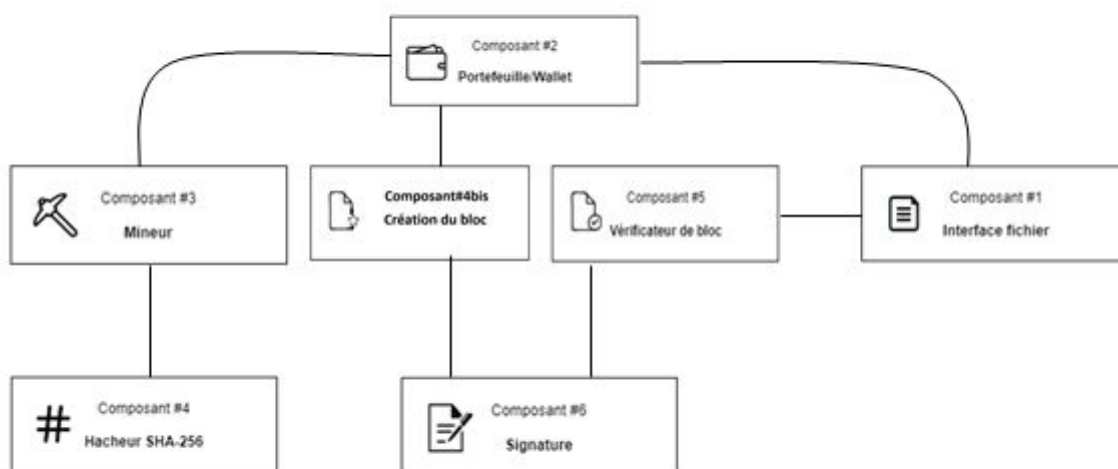 Composant #2
Portefeuille/Wallet
Composant #3
Mineur
Composant#4bis
Création du bloc
Composant #5
Vérificateur de bloc
Composant #1
Interface fichier
Composant #4
Hacheur SHA-256
Composant #6
Signature